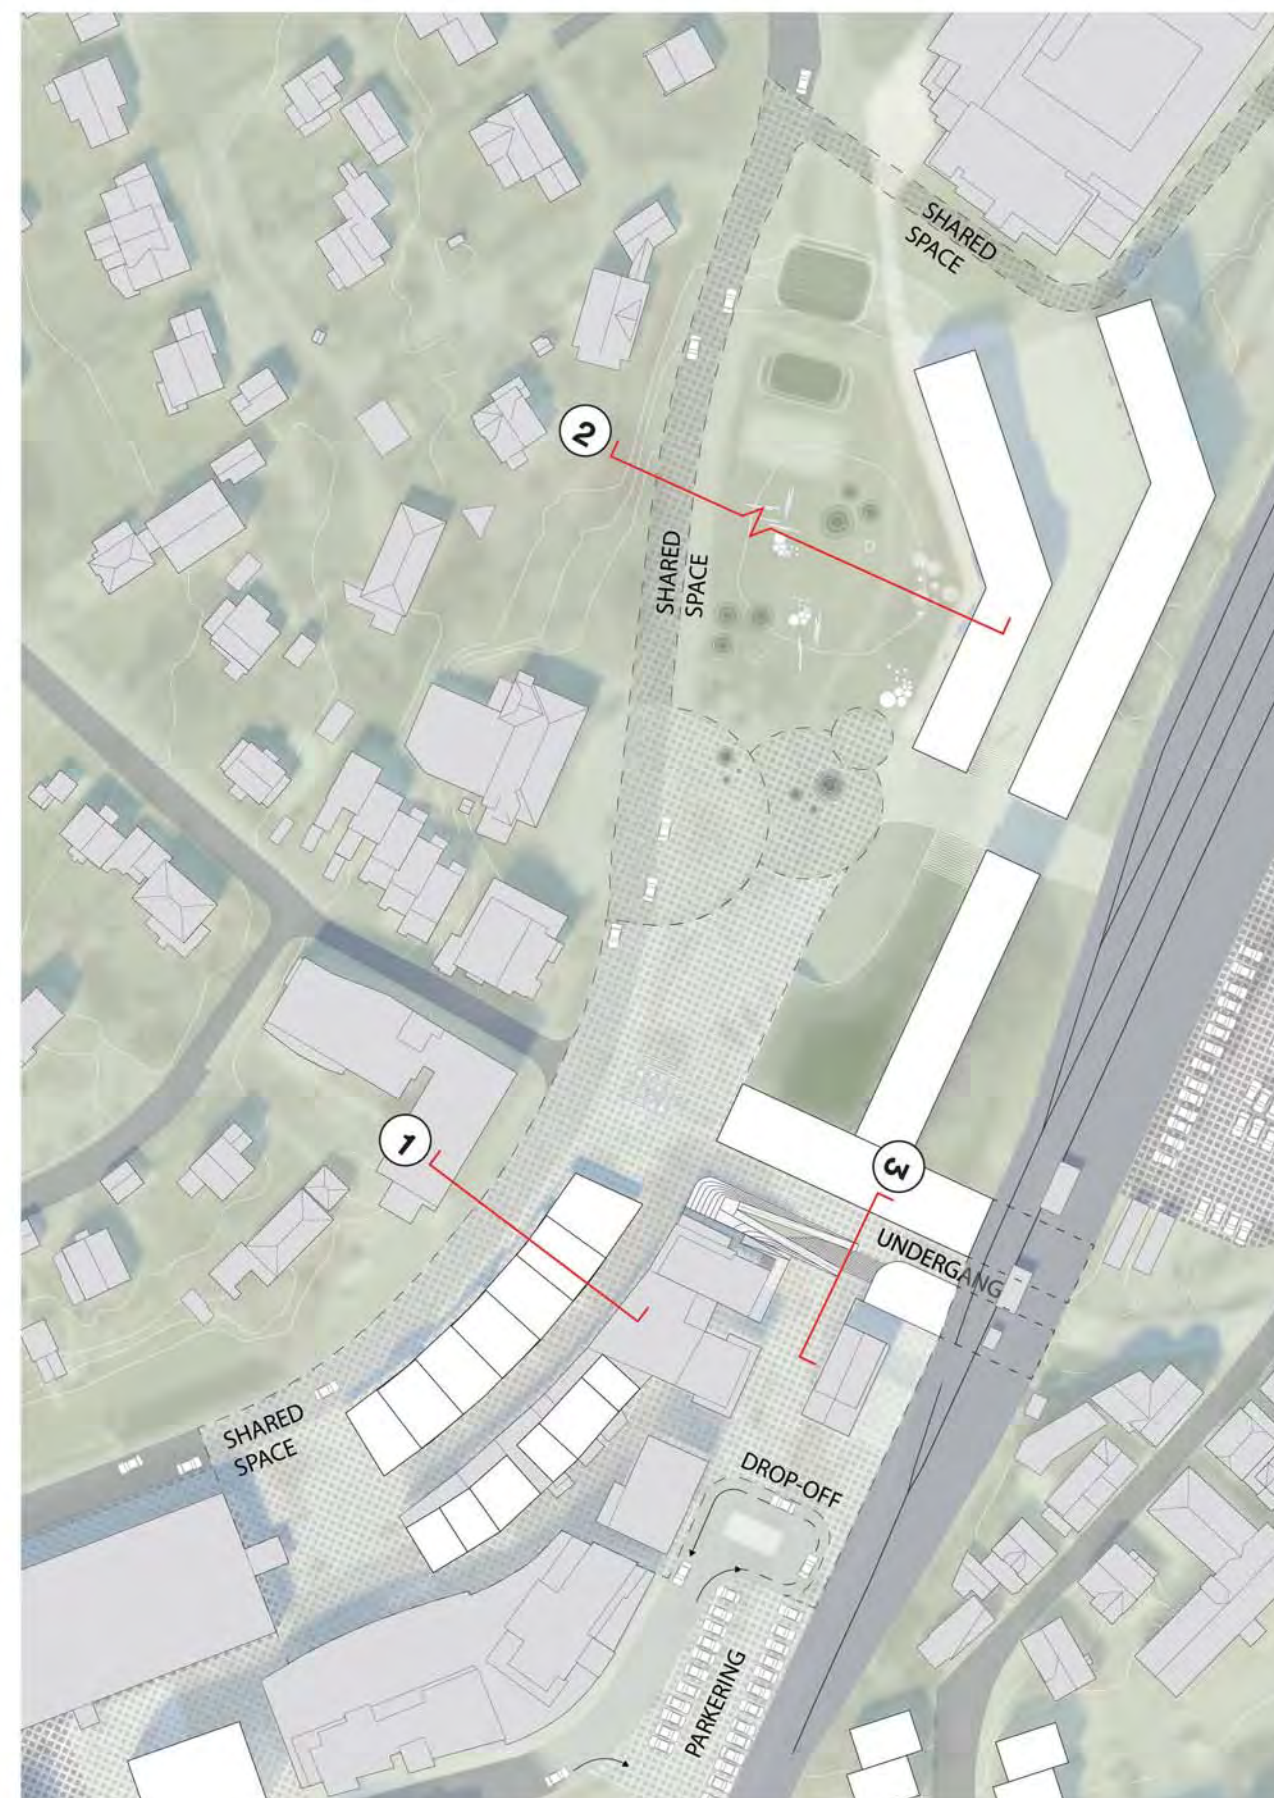 SHARED
SPACE
2
SHARED
SPACE
1
3
UNDERGANG
SHARED
SPACE
DROP-OFF
PARKERING